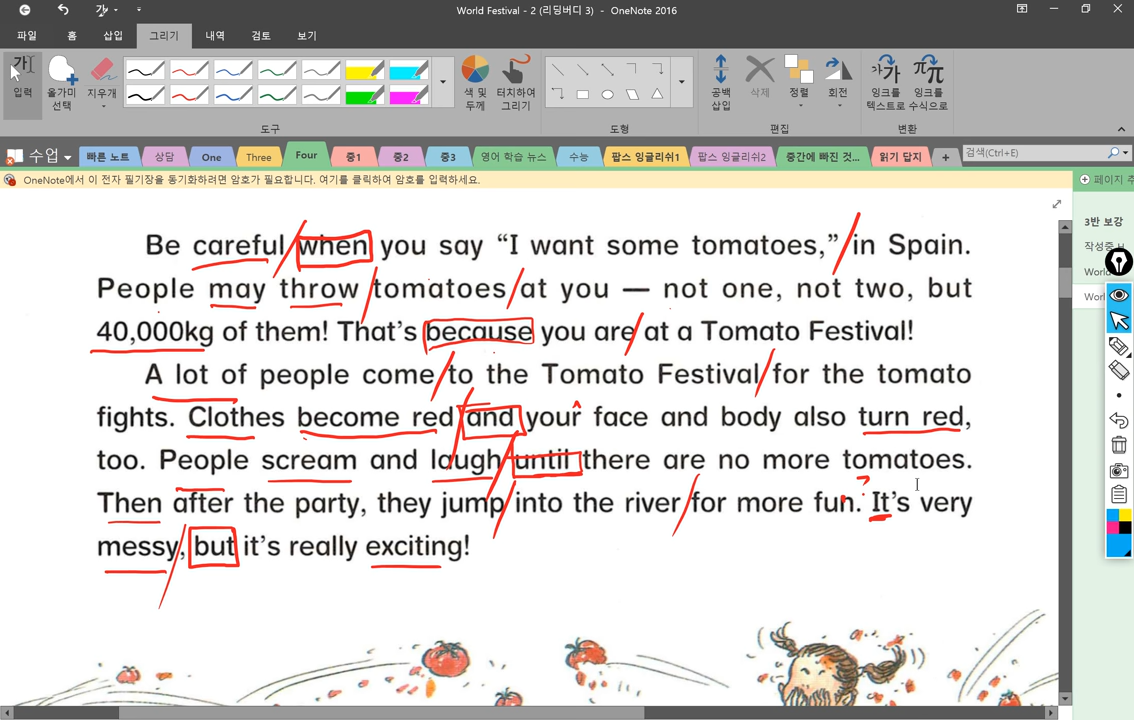 World Festival - 2 (리딩버디 3) - OneNote 2016
파일 홈 삽입 그리기 내역 검토 보기
입력 올가미 선택 지우개 색 및 두께 터치하여 그리기 공백 삽입 삭제 정렬 회전 잉크를 텍스트로 잉크를 수식으로
도구 도형 편집 변환
수업 빠른 노트 상담 One Three Four 중1 중2 중3 영어 학습 뉴스 수능 팝스 잉글리쉬1 팝스 잉글리쉬2 중간에 빠진 것... 읽기 답지 + 검색(Ctrl+E)
OneNote에서 이 전자 필기장을 동기화하려면 암호가 필요합니다. 여기를 클릭하여 암호를 입력하세요.
페이지 추
3반 보강
작성중
World
Worl
Be careful when you say “I want some tomatoes,” in Spain.
People may throw tomatoes at you — not one, not two, but
40,000kg of them! That’s because you are at a Tomato Festival!
A lot of people come to the Tomato Festival for the tomato
fights. Clothes become red and your face and body also turn red,
too. People scream and laugh until there are no more tomatoes.
Then after the party, they jump into the river for more fun. It’s very
messy, but it’s really exciting!